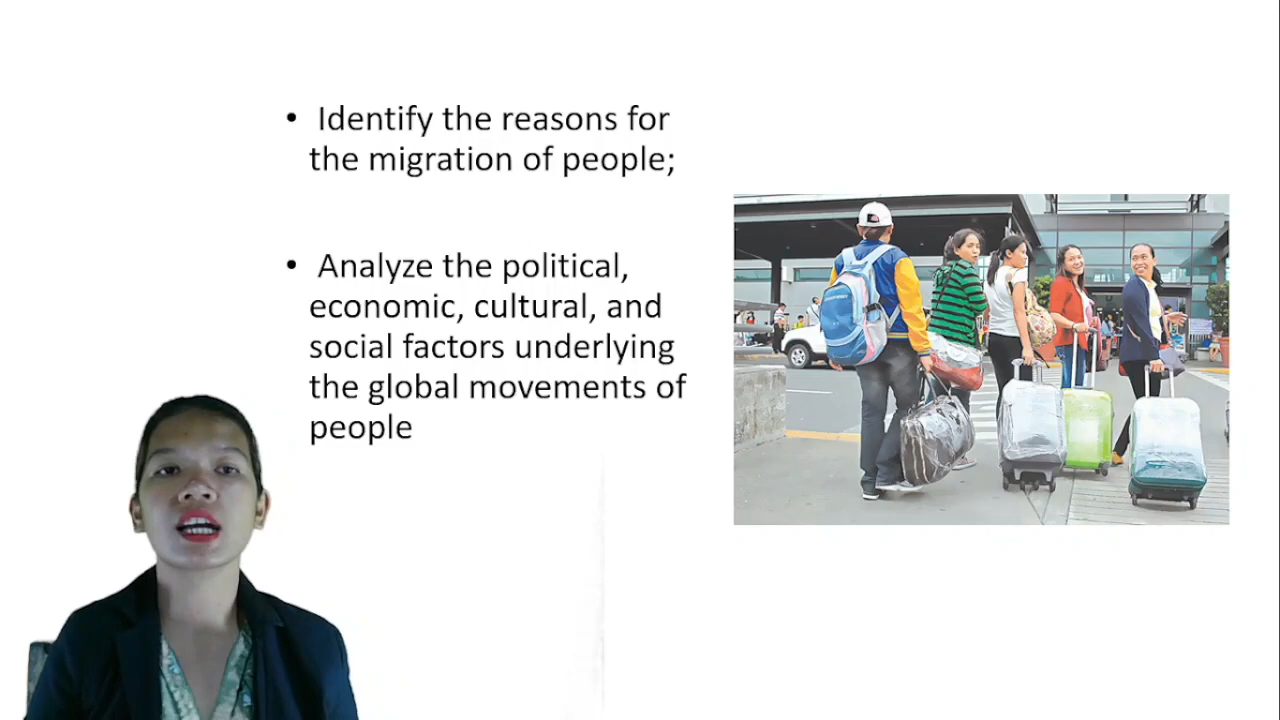 • Identify the reasons for
the migration of people;
• Analyze the political,
economic, cultural, and
social factors underlying
the global movements of
people